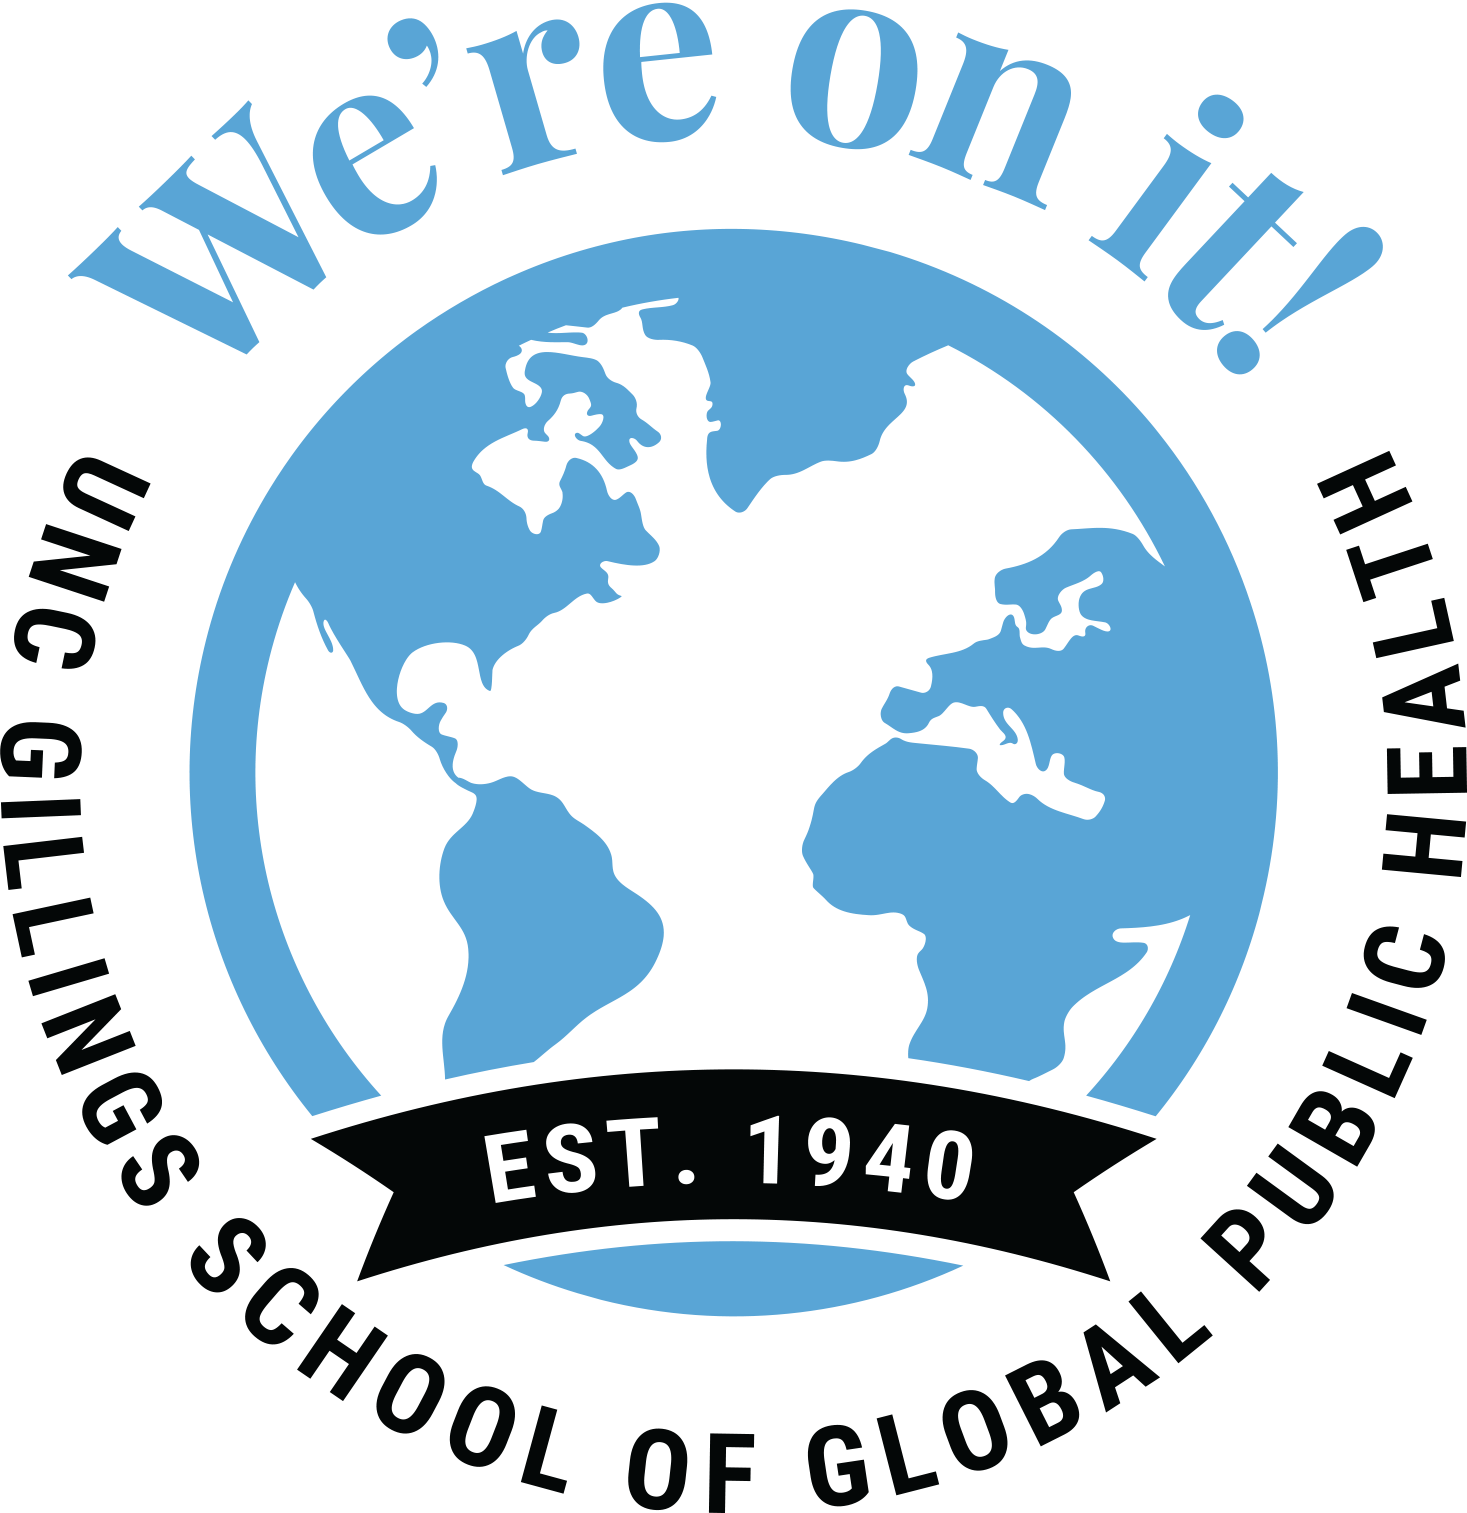 We’re on it!
EST. 1940
UNC GILLINGS SCHOOL OF GLOBAL PUBLIC HEALTH